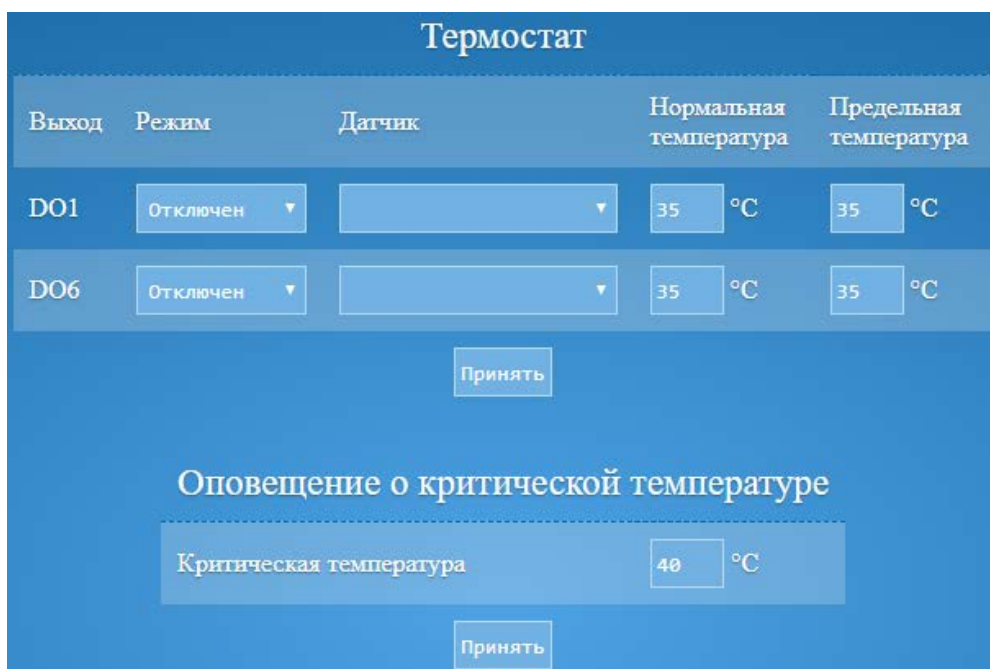 Термостат
Выход Режим Датчик Нормальная температура Предельная температура
DO1 Отключен 35 °C 35 °C
DO6 Отключен 35 °C 35 °C
Принять
Оповещение о критической температуре
Критическая температура 40 °C
Принять